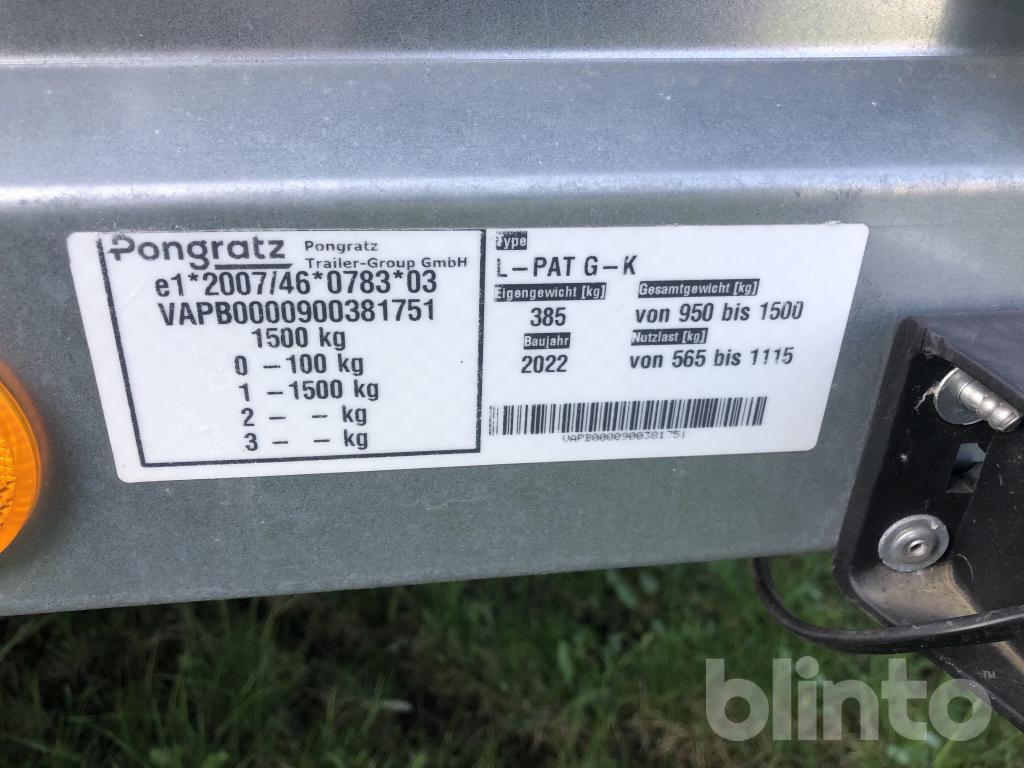 Pongratz
Pongratz
Trailer-Group GmbH
e1*2007/46*0783*03
VAPB0000900381751
1500 kg
0 – 100 kg
1 – 1500 kg
2 – – kg
3 – – kg
Type
L–PAT G–K
Eigengewicht [kg]
Gesamtgewicht [kg]
385
von 950 bis 1500
Baujahr
Nutzlast [kg]
2022
von 565 bis 1115
VAPB0000900381751
blinto™